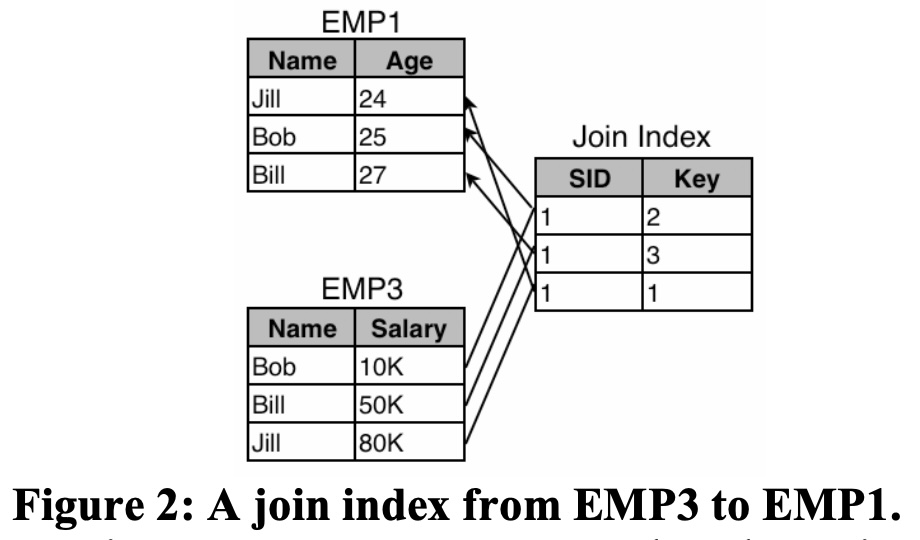 EMP1
Name Age
Jill 24
Bob 25
Bill 27
Join Index
SID Key
1 2
1 3
1 1
EMP3
Name Salary
Bob 10K
Bill 50K
Jill 80K
Figure 2: A join index from EMP3 to EMP1.